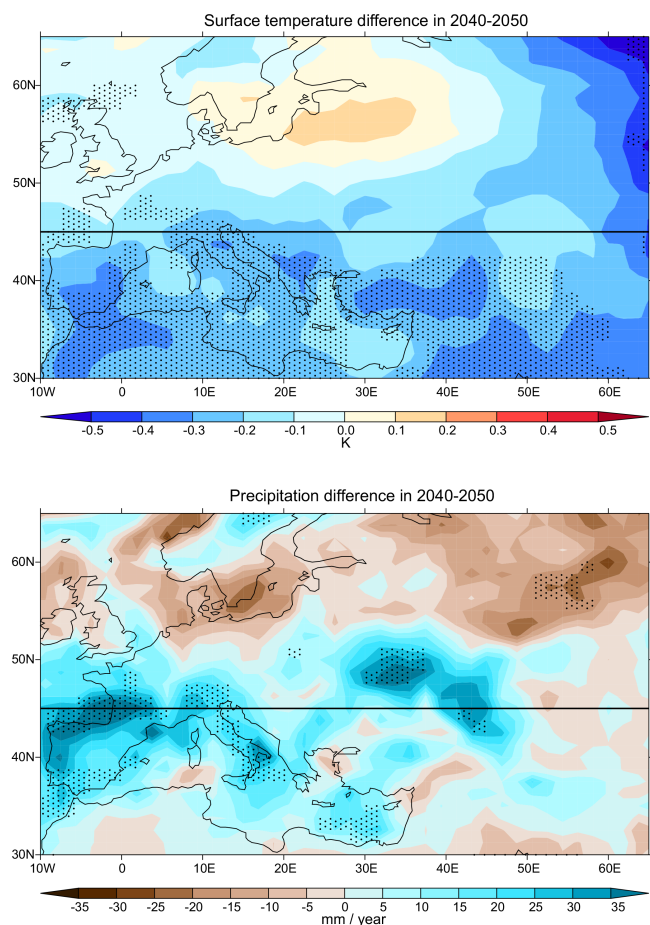 Surface temperature difference in 2040-2050
60N
50N
40N
30N
10W 0 10E 20E 30E 40E 50E 60E
-0.5 -0.4 -0.3 -0.2 -0.1 0.0 0.1 0.2 0.3 0.4 0.5
K
Precipitation difference in 2040-2050
60N
50N
40N
30N
10W 0 10E 20E 30E 40E 50E 60E
-35 -30 -25 -20 -15 -10 -5 0 5 10 15 20 25 30 35
mm / year